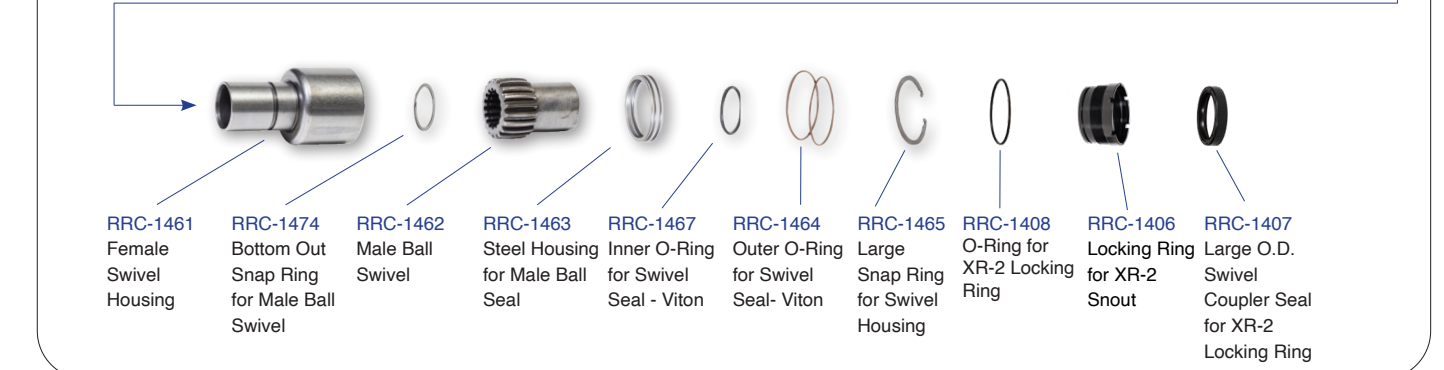 RRC-1461
Female
Swivel
Housing
RRC-1474
Bottom Out
Snap Ring
for Male Ball
Swivel
RRC-1462
Male Ball
Swivel
RRC-1463
Steel Housing
for Male Ball
Seal
RRC-1467
Inner O-Ring
for Swivel
Seal - Viton
RRC-1464
Outer O-Ring
for Swivel
Seal- Viton
RRC-1465
Large
Snap Ring
for Swivel
Housing
RRC-1408
O-Ring for
XR-2 Locking
Ring
RRC-1406
Locking Ring
for XR-2
Snout
RRC-1407
Large O.D.
Swivel
Coupler Seal
for XR-2
Locking Ring